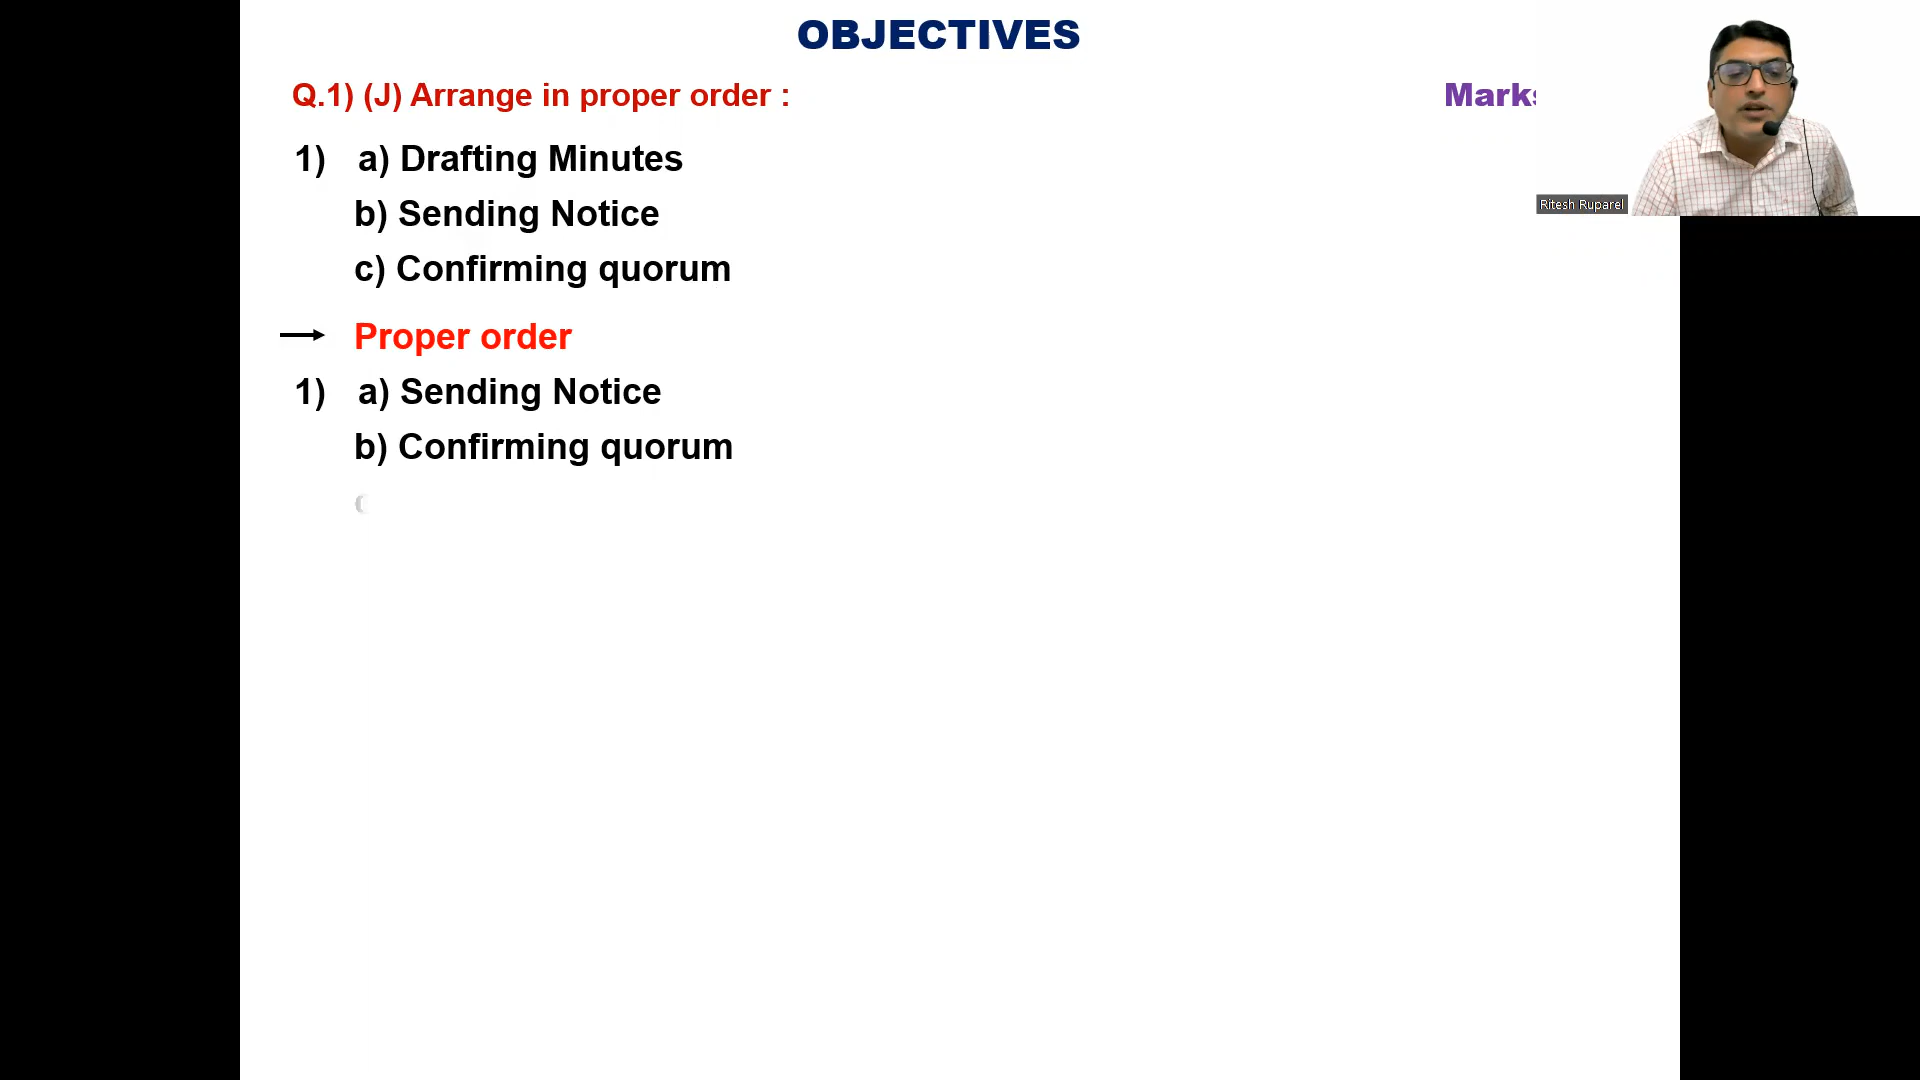 OBJECTIVES
Q.1) (J) Arrange in proper order :
Marks
1) a) Drafting Minutes
b) Sending Notice
c) Confirming quorum
Ritesh Ruparel
Proper order
1) a) Sending Notice
b) Confirming quorum